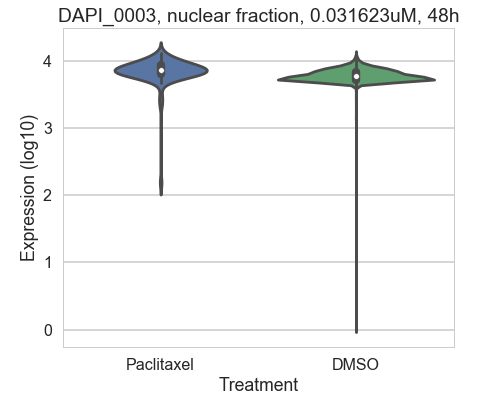 DAPI_0003, nuclear fraction, 0.031623uM, 48h
Expression (log10)
4
3
2
1
0
Paclitaxel
DMSO
Treatment